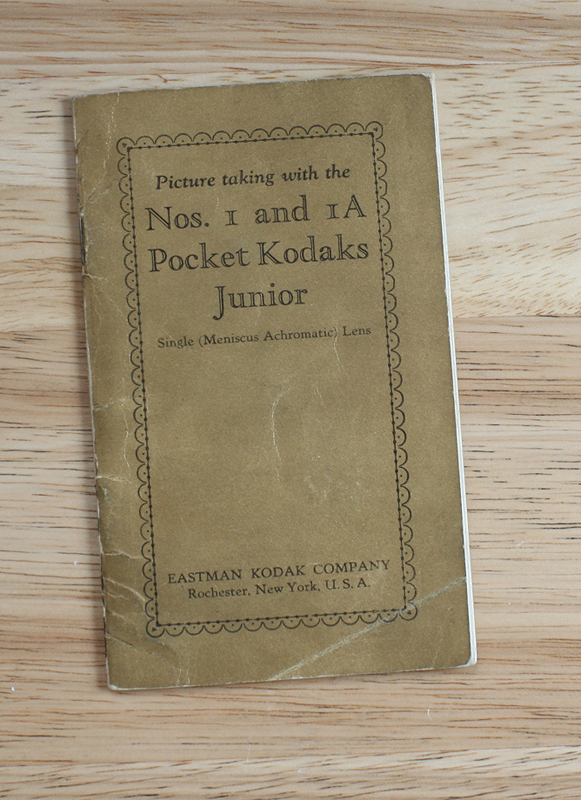 Picture taking with the
Nos. 1 and 1A
Pocket Kodaks
Junior
Single (Meniscus Achromatic) Lens
EASTMAN KODAK COMPANY
Rochester, New York, U. S. A.